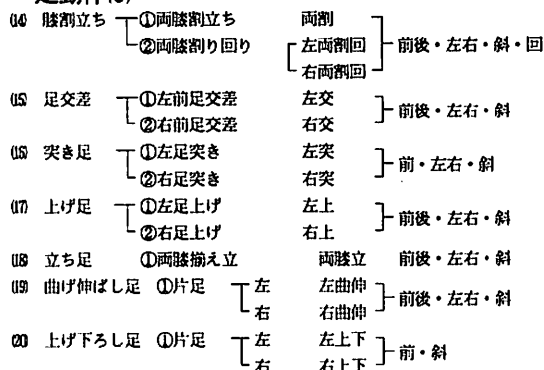 (14) 膝割立ち ①両膝割立ち 両割
②両膝割り回り 左両割回 前後・左右・斜・回
右両割回
(15) 足交差 ①左前足交差 左交 前後・左右・斜
②右前足交差 右交
(16) 突き足 ①左足突き 左突 前・左右・斜
②右足突き 右突
(17) 上げ足 ①左足上げ 左上 前後・左右・斜
②右足上げ 右上
(18) 立ち足 ①両膝揃え立 両膝立 前後・左右・斜
(19) 曲げ伸ばし足 ①片足 左 左曲伸 前後・左右・斜
右 右曲伸
(20) 上げ下ろし足 ①片足 左 左上下 前・斜
右 右上下